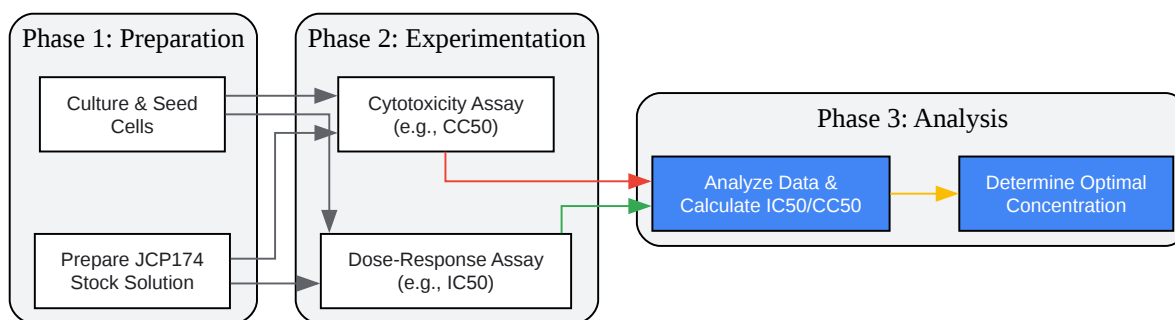 Phase 1: Preparation
Culture & Seed
Cells
Prepare JCP174
Stock Solution
Phase 2: Experimentation
Cytotoxicity Assay
(e.g., CC50)
Dose-Response Assay
(e.g., IC50)
Phase 3: Analysis
Analyze Data &
Calculate IC50/CC50
Determine Optimal
Concentration